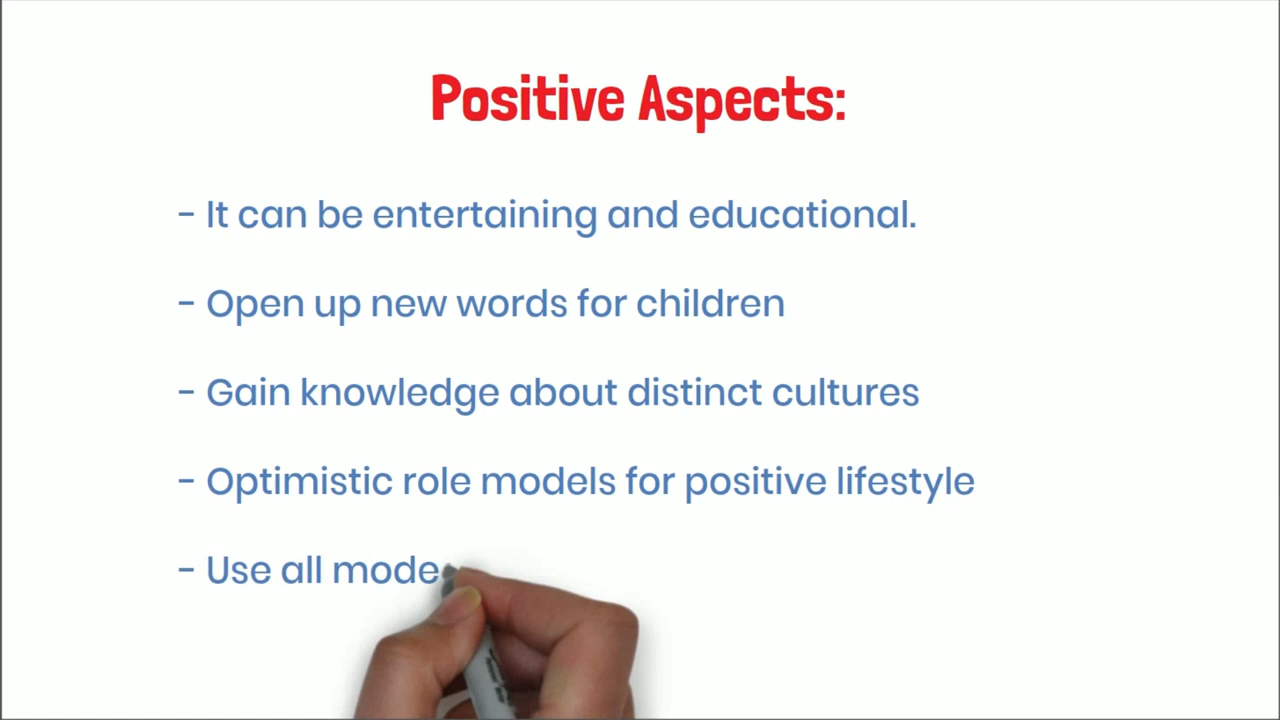 Positive Aspects:
- It can be entertaining and educational.
- Open up new words for children
- Gain knowledge about distinct cultures
- Optimistic role models for positive lifestyle
- Use all mode